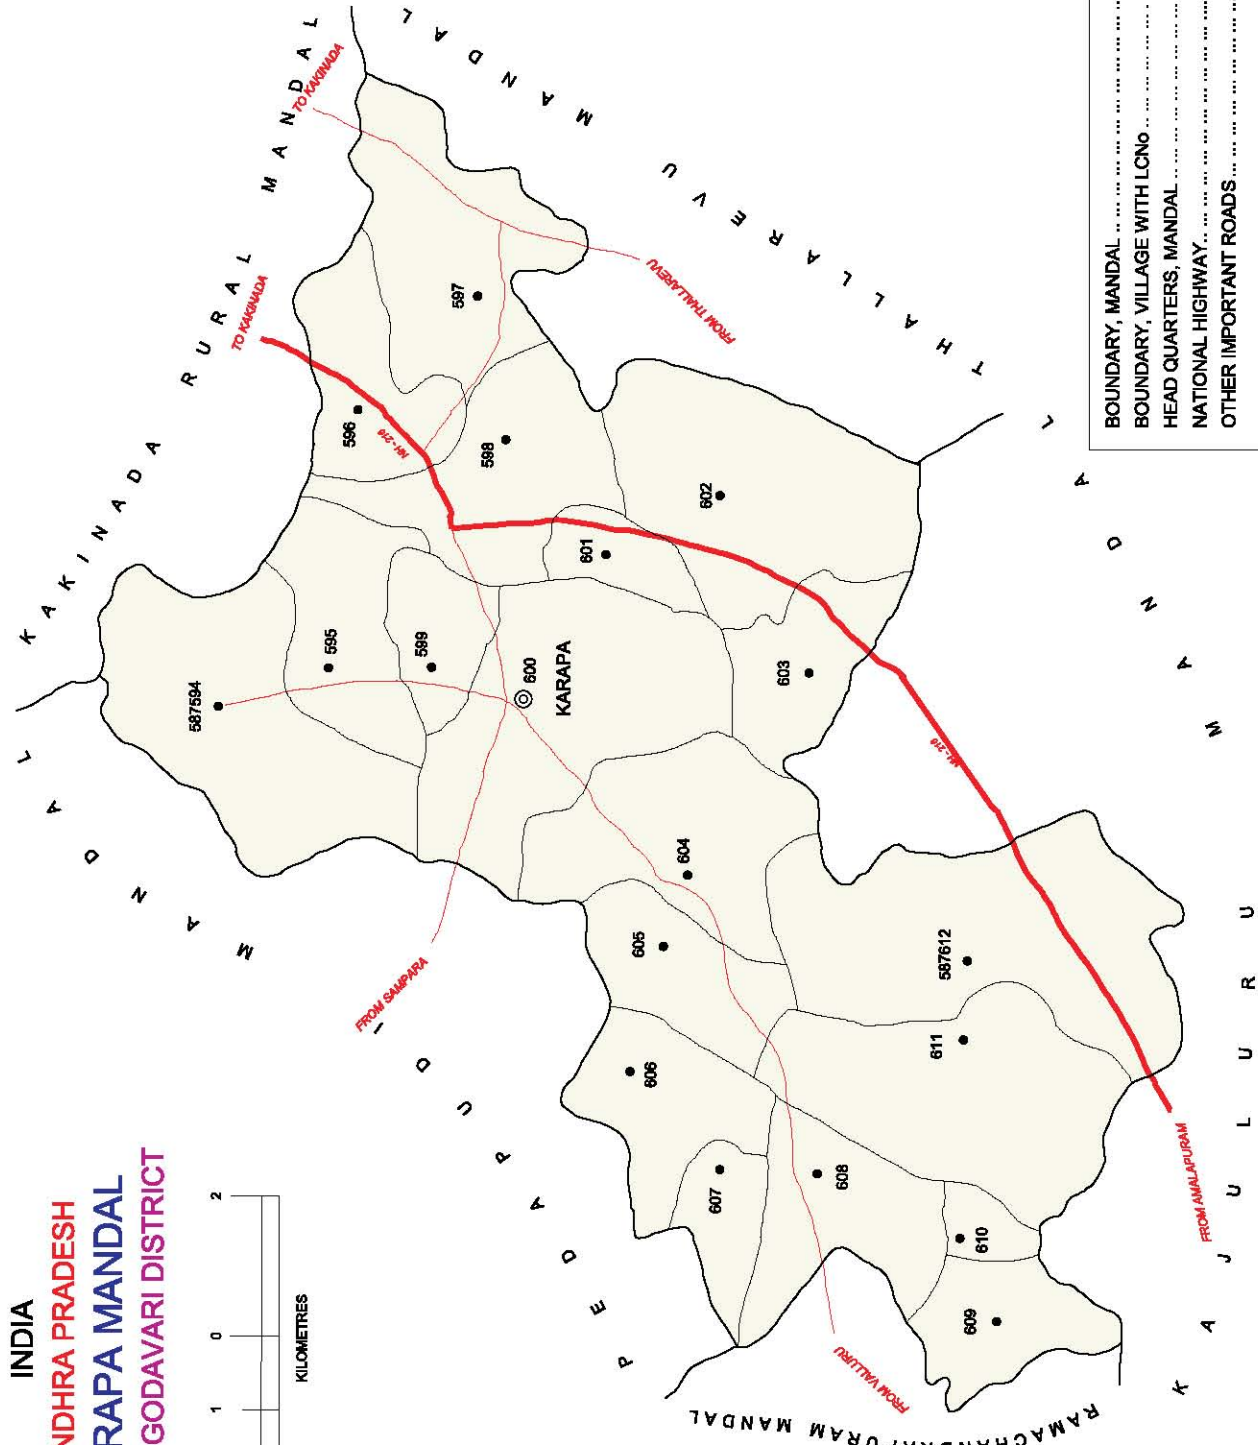 INDIA
NDHRA PRADESH
RAPA MANDAL
GODAVARI DISTRICT
1 0 2
KILOMETRES
KAKINADA RURAL MANDAL
TO KAKINADA
TO KAKINADA
THALLAREVU MANDAL
FROM THALLAREVU
PEDAPUDI MANDAL
FROM SAMPARA
587594
595
596
NH-216
597
598
599
600
KARAPA
601
602
603
604
605
606
607
608
609
610
611
587612
NH-216
FROM VALLURU
FROM AMALAPURAM
KAJULURU MANDAL
BOUNDARY, MANDAL
BOUNDARY, VILLAGE WITH LCNo
HEAD QUARTERS, MANDAL
NATIONAL HIGHWAY
OTHER IMPORTANT ROADS